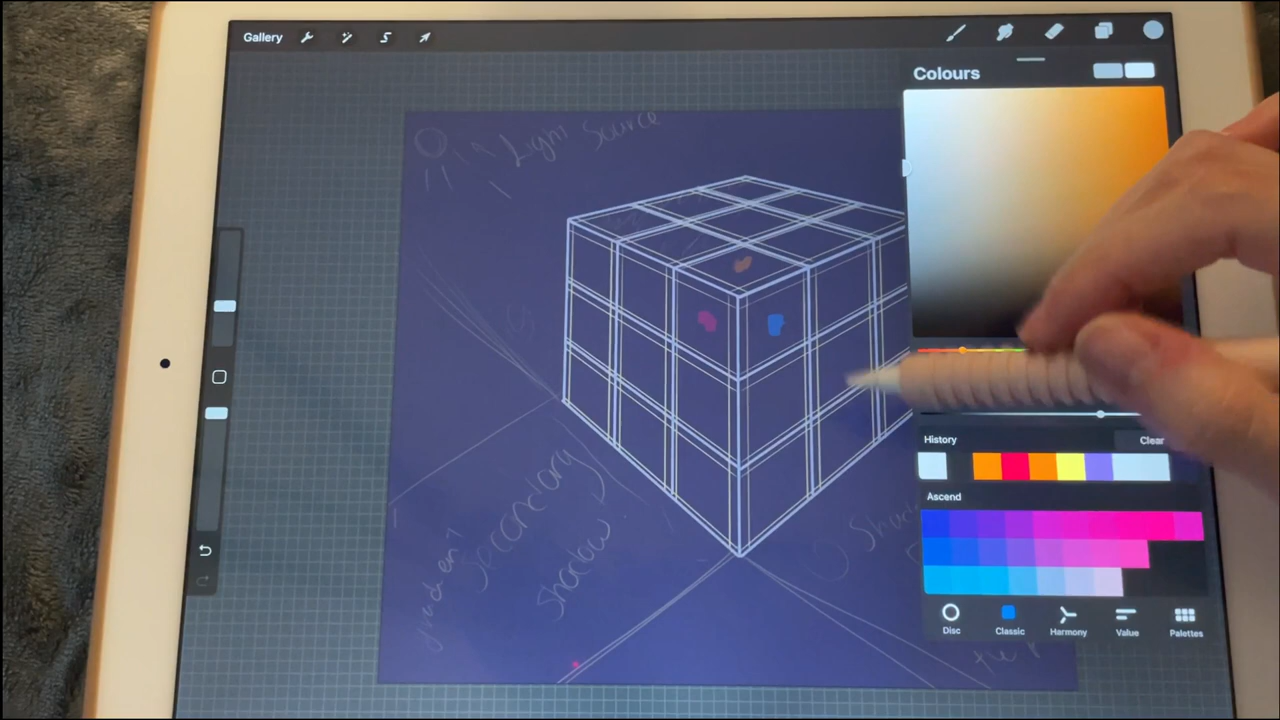 Gallery
Colours
Light Source
History
Clear
Ascend
secondary
shadow
Disc
Classic
Harmony
Value
Palettes